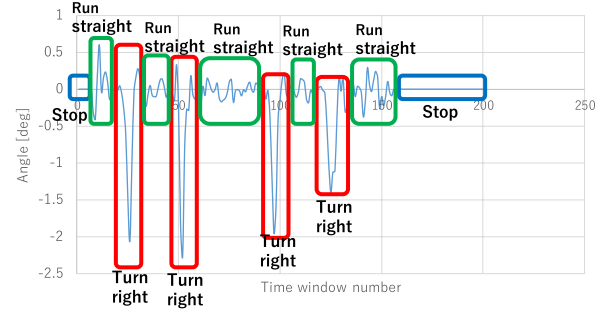 Run
straight
Run
straight
Run
straight
Run
straight
Run
straight
1
0.5
0
-0.5
-1
-1.5
-2
-2.5
Angle [deg]
0
50
100
150
200
250
Stop
Stop
Turn
right
Turn
right
Turn
right
Turn
right
Time window number